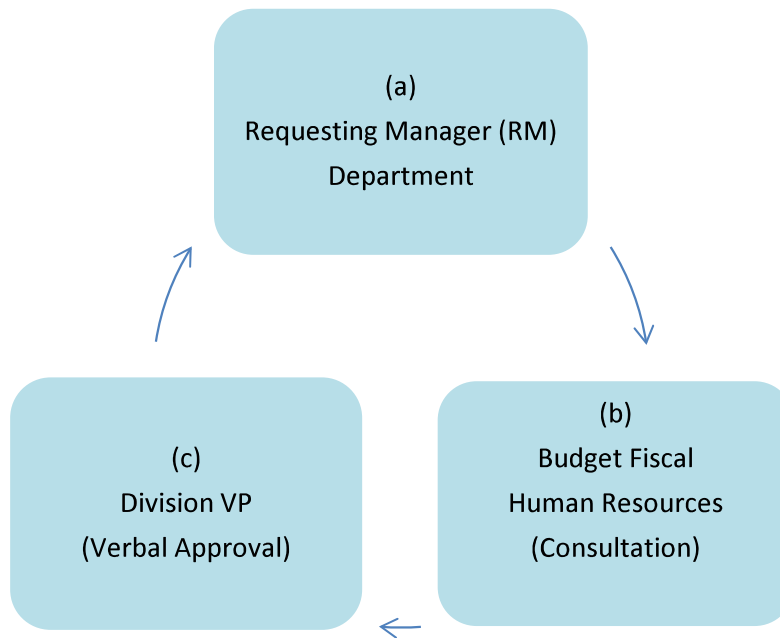 (a)
Requesting Manager (RM)
Department
(b)
Budget Fiscal
Human Resources
(Consultation)
(c)
Division VP
(Verbal Approval)